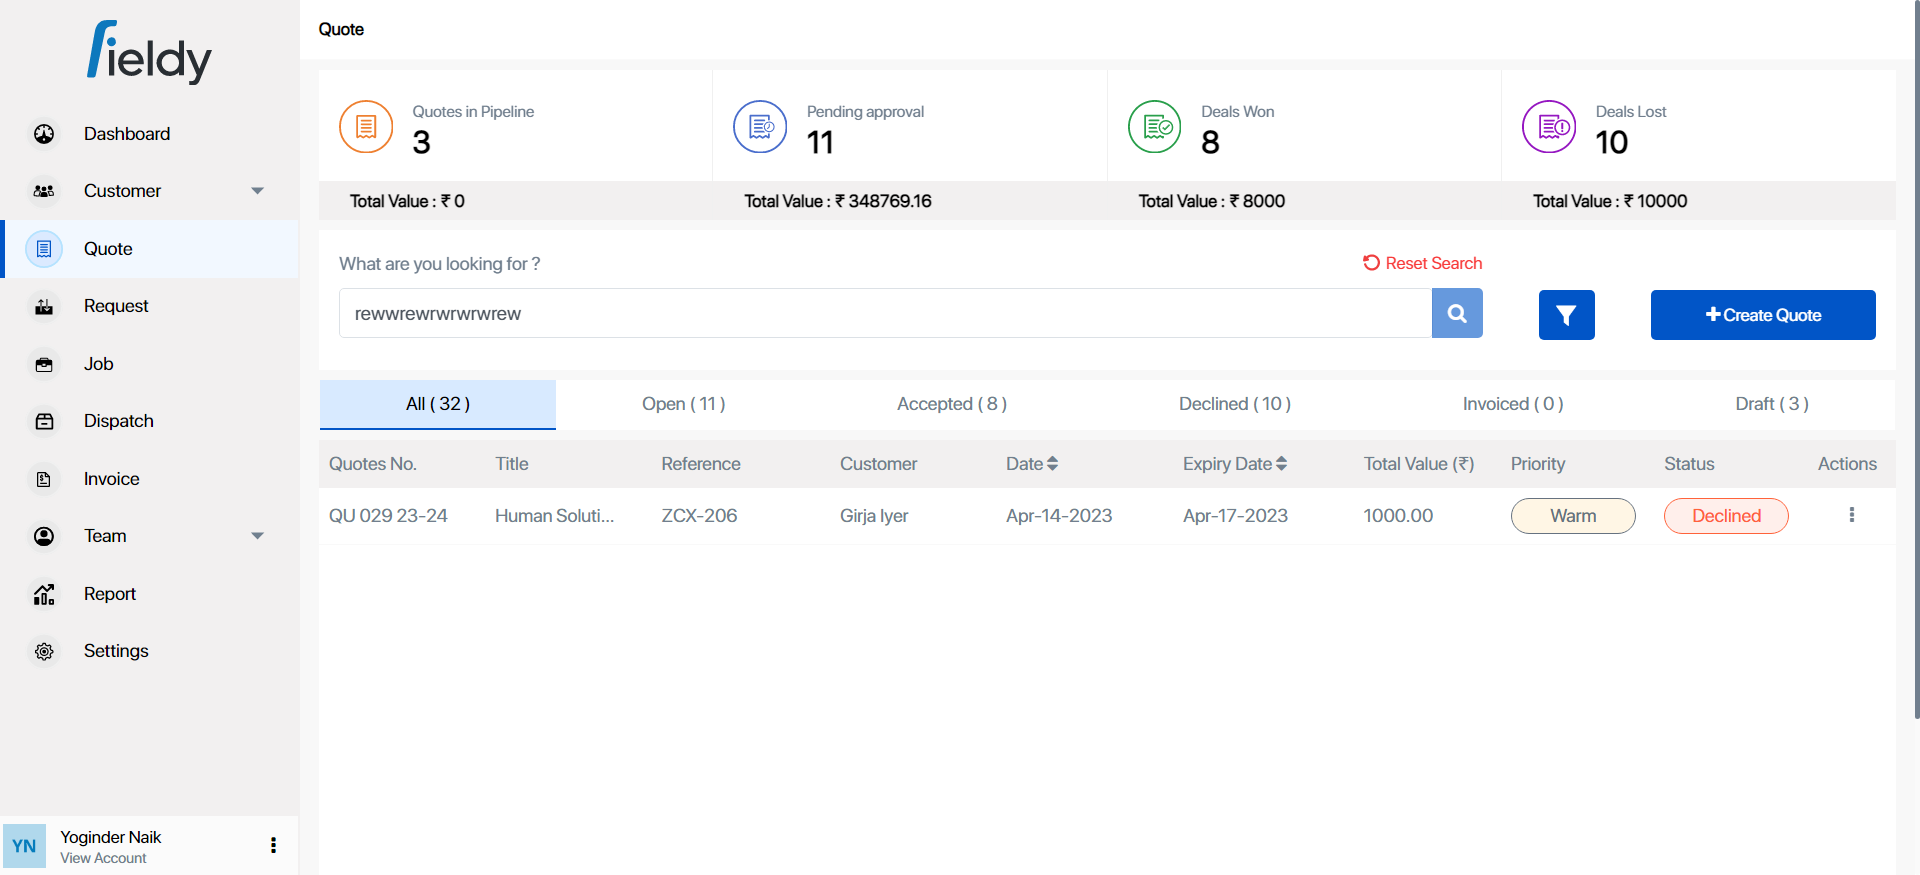 fieldy
Dashboard
Customer
Quote
Request
Job
Dispatch
Invoice
Team
Report
Settings
YN
Yoginder Naik
View Account
Quote
Quotes in Pipeline
3
Total Value : ₹ 0
Pending approval
11
Total Value : ₹ 348769.16
Deals Won
8
Total Value : ₹ 8000
Deals Lost
10
Total Value : ₹ 10000
What are you looking for ?
Reset Search
rewwrewrwrwrwrew
Create Quote
All ( 32 ) Open ( 11 ) Accepted ( 8 ) Declined ( 10 ) Invoiced ( 0 ) Draft ( 3 )
Quotes No. Title Reference Customer Date Expiry Date Total Value (₹) Priority Status Actions
QU 029 23-24 Human Soluti... ZCX-206 Girja Iyer Apr-14-2023 Apr-17-2023 1000.00 Warm Declined